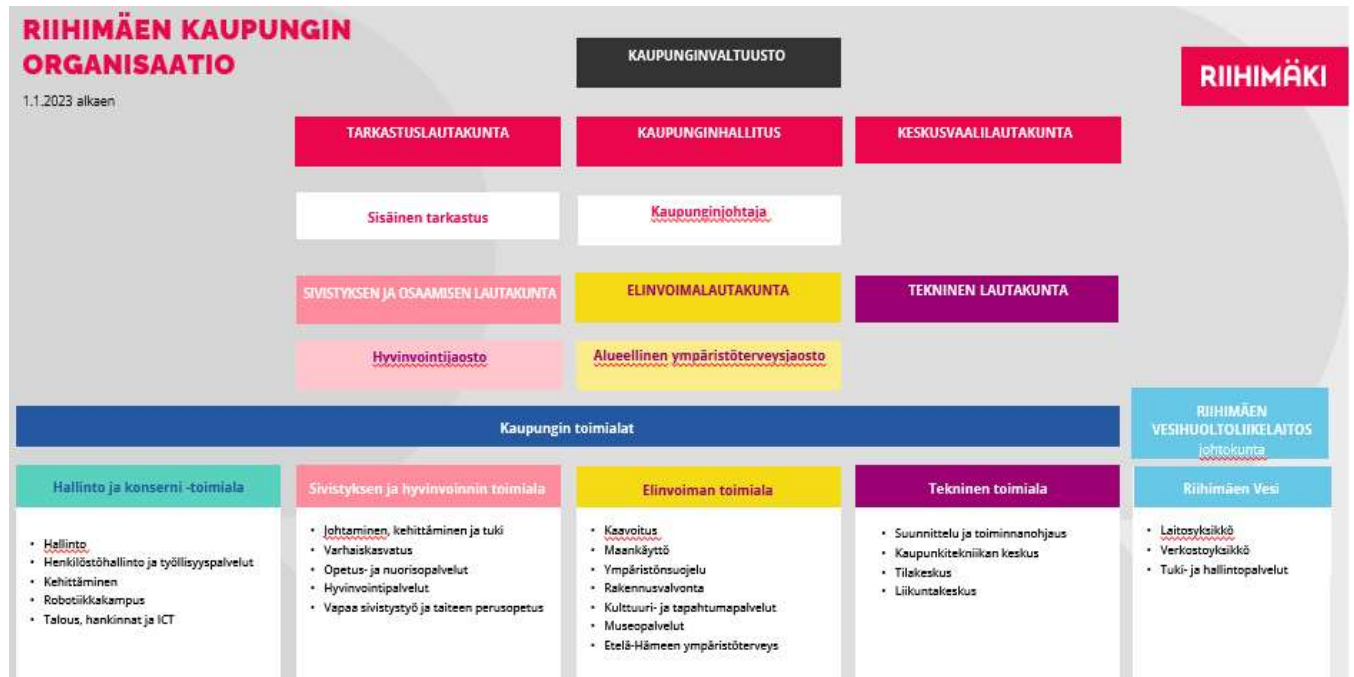 RIIHIMÄEN KAUPUNGIN
ORGANISAATIO
1.1.2023 alkaen
KAUPUNGINVALTUUSTO
RIIHIMÄKI
TARKASTUSLAUTAKUNTA
KAUPUNGINHALLITUS
KESKUSVAALILAUTAKUNTA
Sisäinen tarkastus
Kaupunginjohtaja
SIVISTYKSEN JA OSAAMISEN LAUTAKUNTA
ELINVOIMALAUTAKUNTA
TEKNINEN LAUTAKUNTA
Hyvinvointijaosto
Alueellinen ympäristöterveysjaosto
Kaupungin toimialat
RIIHIMÄEN
VESIHUOLTOLIIKELAITOS
johtokunta
Hallinto ja konserni -toimiala
• Hallinto
• Henkilöstöhallinto ja työllisyyspalvelut
• Kehittäminen
• Robotiikkakampus
• Talous, hankinnat ja ICT
Sivistyksen ja hyvinvoinnin toimiala
• Johtaminen, kehittäminen ja tuki
• Varhaiskasvatus
• Opetus- ja nuorisopalvelut
• Hyvinvointipalvelut
• Vapaa sivistystyö ja taiteen perusopetus
Elinvoiman toimiala
• Kaavoitus
• Maankäyttö
• Ympäristönsuojelu
• Rakennusvalvonta
• Kulttuuri- ja tapahtumapalvelut
• Museopalvelut
• Etelä-Hämeen ympäristöterveys
Tekninen toimiala
• Suunnittelu ja toiminnanohjaus
• Kaupunkitekniikan keskus
• Tilakeskus
• Liikuntakeskus
Riihimäen Vesi
• Laitosyksikkö
• Verkostoyksikkö
• Tuki- ja hallintopalvelut